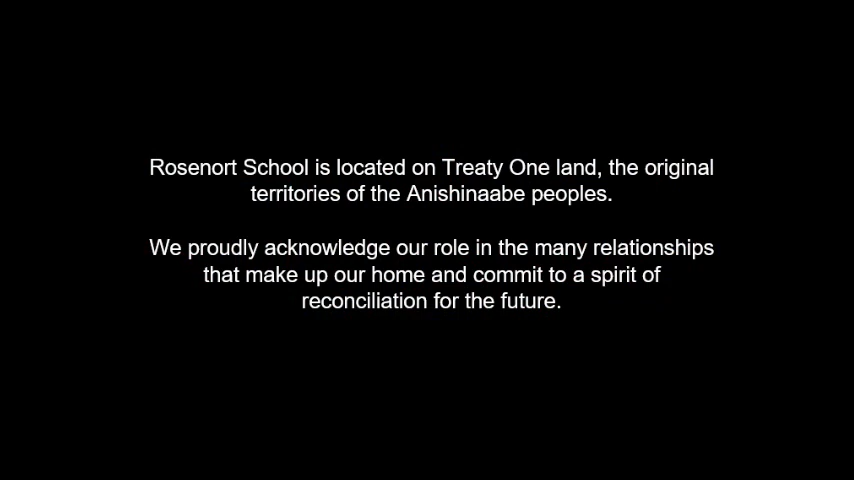 Rosenort School is located on Treaty One land, the original
territories of the Anishinaabe peoples.
We proudly acknowledge our role in the many relationships
that make up our home and commit to a spirit of
reconciliation for the future.